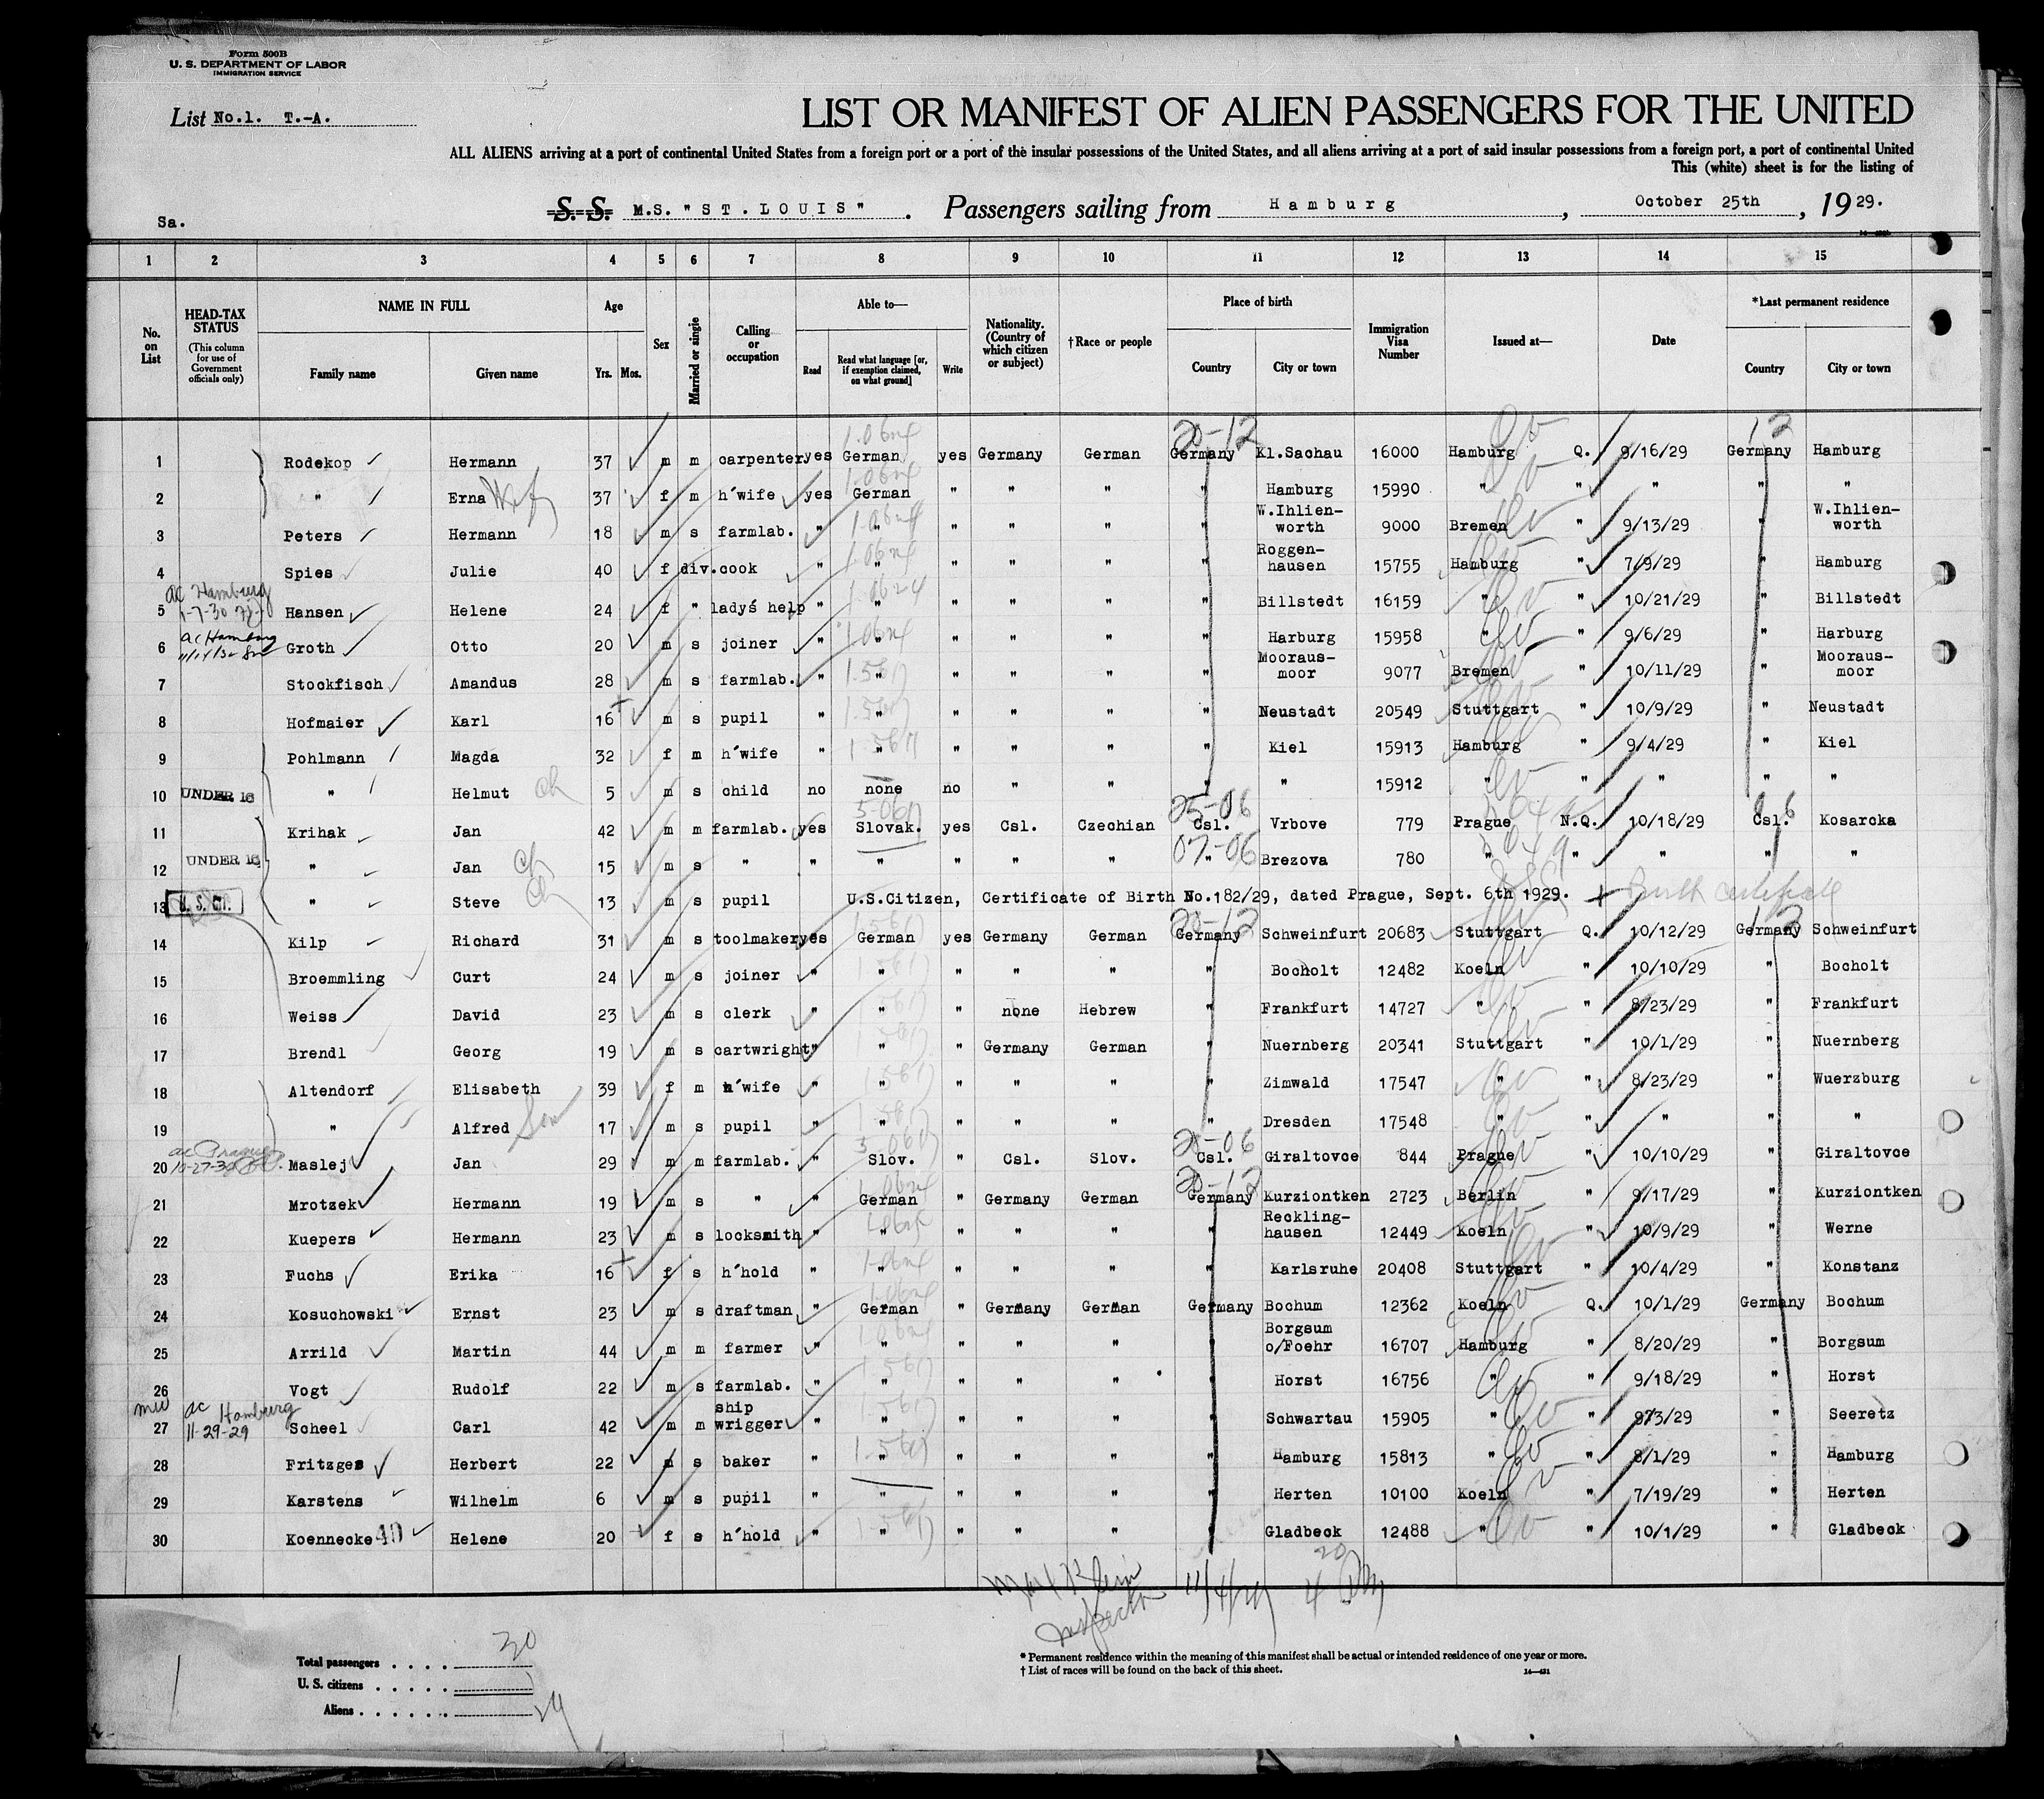 Form 500B
U. S. DEPARTMENT OF LABOR
IMMIGRATION SERVICE
List No.1. T.-A.
LIST OR MANIFEST OF ALIEN PASSENGERS FOR THE UNITED
ALL ALIENS arriving at a port of continental United States from a foreign port or a port of the insular possessions of the United States, and all aliens arriving at a port of said insular possessions from a foreign port, a port of continental United
This (white) sheet is for the listing of
Sa.
S. S. M.S. "ST.LOUIS". Passengers sailing from Hamburg, October 25th, 1929.
1 2 3 4 5 6 7 8 9 10 11 12 13 14 15
No. on List
HEAD-TAX STATUS (This column for use of Government officials only)
NAME IN FULL
Family name Given name
Age Yrs. Mos.
Sex
Married or single
Calling or occupation
Able to—
Read Read what language [or, if exemption claimed, on what ground] Write
Nationality. (Country of which citizen or subject)
†Race or people
Place of birth
Country City or town
Immigration Visa Number
Issued at—
Date
*Last permanent residence
Country City or town
1 Rodekop Hermann 37 m m carpenter yes German yes Germany German Germany Kl.Sachau 16000 Hamburg Q. 9/16/29 Germany Hamburg
2 " Erna Wife 37 f m h'wife yes German " " " " Hamburg 15990 " " " " "
3 Peters Hermann 18 m s farmlab. " " " " " " W.Ihlien-worth 9000 Bremen " 9/13/29 " W.Ihlien-worth
4 Spies Julie 40 f div. cook " " " " " " Roggen-hausen 15755 Hamburg " 7/9/29 " Hamburg
ac Hamburg
5 1-7-30 Hansen Helene 24 f " ladys help " " " " " " Billstedt 16159 " " 10/21/29 " Billstedt
ac Hamburg
6 Groth Otto 20 m s joiner " " " " " " Harburg 15958 " " 9/6/29 " Harburg
7 Stockfisch Amandus 28 m s farmlab. " " " " " " Mooraus-moor 9077 Bremen " 10/11/29 " Mooraus-moor
8 Hofmaier Karl 16 m s pupil " " " " " " Neustadt 20549 Stuttgart " 10/9/29 " Neustadt
9 Pohlmann Magda 32 f m h'wife " " " " " " Kiel 15913 Hamburg " 9/4/29 " Kiel
10 UNDER 16 " Helmut ch 5 m s child no none no " " " " 15912 " " " " "
11 Krihak Jan 42 m m farmlab. yes Slovak. yes Csl. Czechian Csl. Vrbove 779 Prague N.Q. 10/18/29 Csl. Kosarcka
12 UNDER 16 " Jan ch 15 m s " " " " " " " Brezova 780 " " " " "
13 U. S. CIT. " Steve ch 13 m s pupil U.S.Citizen, Certificate of Birth No.182/29, dated Prague, Sept. 6th 1929. + Birth certificate
14 Kilp Richard 31 m s toolmaker yes German yes Germany German Germany Schweinfurt 20683 Stuttgart Q. 10/12/29 Germany Schweinfurt
15 Broemmling Curt 24 m s joiner " " " " " " Bocholt 12482 Koeln " 10/10/29 " Bocholt
16 Weiss David 23 m s clerk " " " none Hebrew " Frankfurt 14727 " " 8/23/29 " Frankfurt
17 Brendl Georg 19 m s cartwright " " " Germany German " Nuernberg 20341 Stuttgart " 10/1/29 " Nuernberg
18 Altendorf Elisabeth 39 f m h'wife " " " " " " Zimwald 17547 " " 8/23/29 " Wuerzburg
19 " Alfred Son 17 m s pupil " " " " " " Dresden 17548 " " " " "
ac Prague
20 10-27-30 Maslej Jan 29 m m farmlab. " Slov. " Csl. Slov. Csl. Giraltovce 844 Prague " 10/10/29 " Giraltovce
21 Mrotzek Hermann 19 m s " " German " Germany German Germany Kurziontken 2723 Berlin " 9/17/29 " Kurziontken
22 Kuepers Hermann 23 m s locksmith " " " " " " Reckling-hausen 12449 Koeln " 10/9/29 " Werne
23 Fuchs Erika 16 f s h'hold " " " " " " Karlsruhe 20408 Stuttgart " 10/4/29 " Konstanz
24 Kosuchowski Ernst 23 m s draftman " German " Germany German Germany Bochum 12362 Koeln Q. 10/1/29 Germany Bochum
25 Arrild Martin 44 m m farmer " " " " " " Borgsum o/Foehr 16707 Hamburg " 8/20/29 " Borgsum
26 Vogt Rudolf 22 m s farmlab. " " " " " " Horst 16756 " " 9/18/29 " Horst
ac Hamburg
27 11-29-29 Scheel Carl 42 m m ship wrigger " " " " " " Schwartau 15905 " " 9/3/29 " Seeretz
28 Fritzges Herbert 22 m s baker " " " " " " Hamburg 15813 " " 8/1/29 " Hamburg
29 Karstens Wilhelm 6 m s pupil " " " " " " Herten 10100 Koeln " 7/19/29 " Herten
30 Koennecke Helene 20 f s h'hold " " " " " " Gladbeck 12488 " " 10/1/29 " Gladbeck
Max Klein 11/4/29
Inspector
Total passengers . . . . 30
U. S. citizens . . . . . 1
Aliens . . . . . . 29
* Permanent residence within the meaning of this manifest shall be actual or intended residence of one year or more.
† List of races will be found on the back of this sheet.